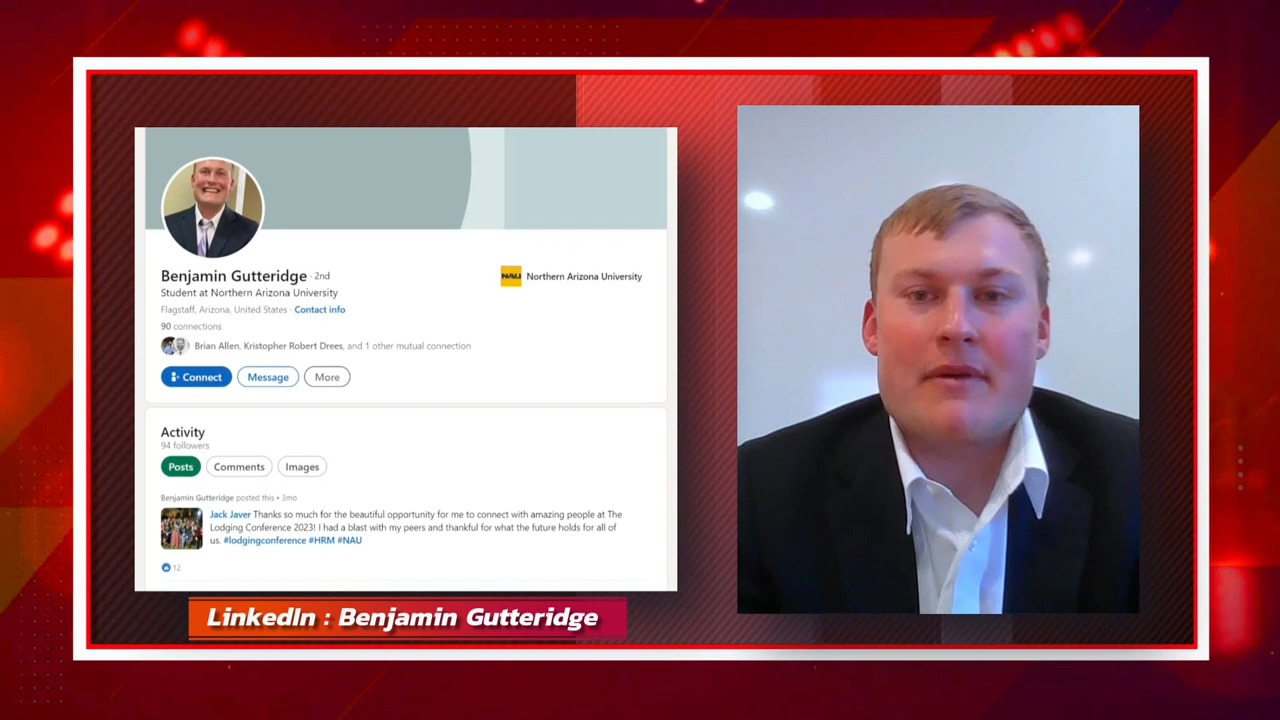 Benjamin Gutteridge · 2nd
NAU Northern Arizona University
Student at Northern Arizona University
Flagstaff, Arizona, United States · Contact info
90 connections
Brian Allen, Kristopher Robert Drees, and 1 other mutual connection
Connect Message More
Activity
94 followers
Posts Comments Images
Benjamin Gutteridge posted this • 3mo
Jack Javer Thanks so much for the beautiful opportunity for me to connect with amazing people at The
Lodging Conference 2023! I had a blast with my peers and thankful for what the future holds for all of
us. #lodgingconference #HRM #NAU
12
LinkedIn : Benjamin Gutteridge